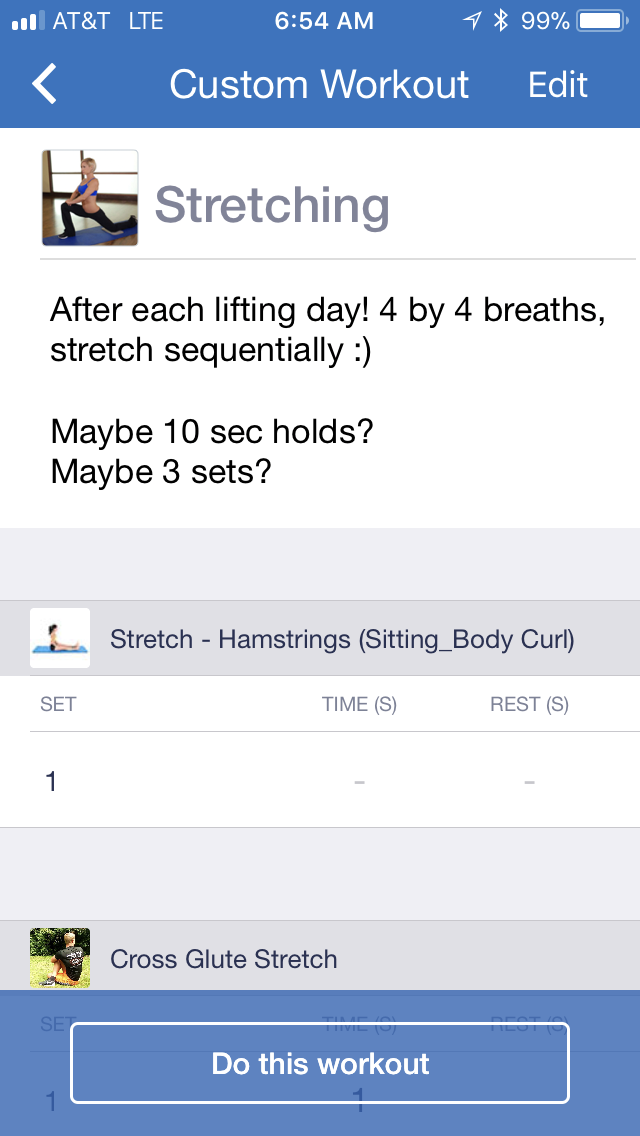 AT&T LTE 6:54 AM 99%
Custom Workout Edit
Stretching
After each lifting day! 4 by 4 breaths,
stretch sequentially :)
Maybe 10 sec holds?
Maybe 3 sets?
Stretch - Hamstrings (Sitting_Body Curl)
SET TIME (S) REST (S)
1 - -
Cross Glute Stretch
SET TIME (S) REST (S)
Do this workout
1 1